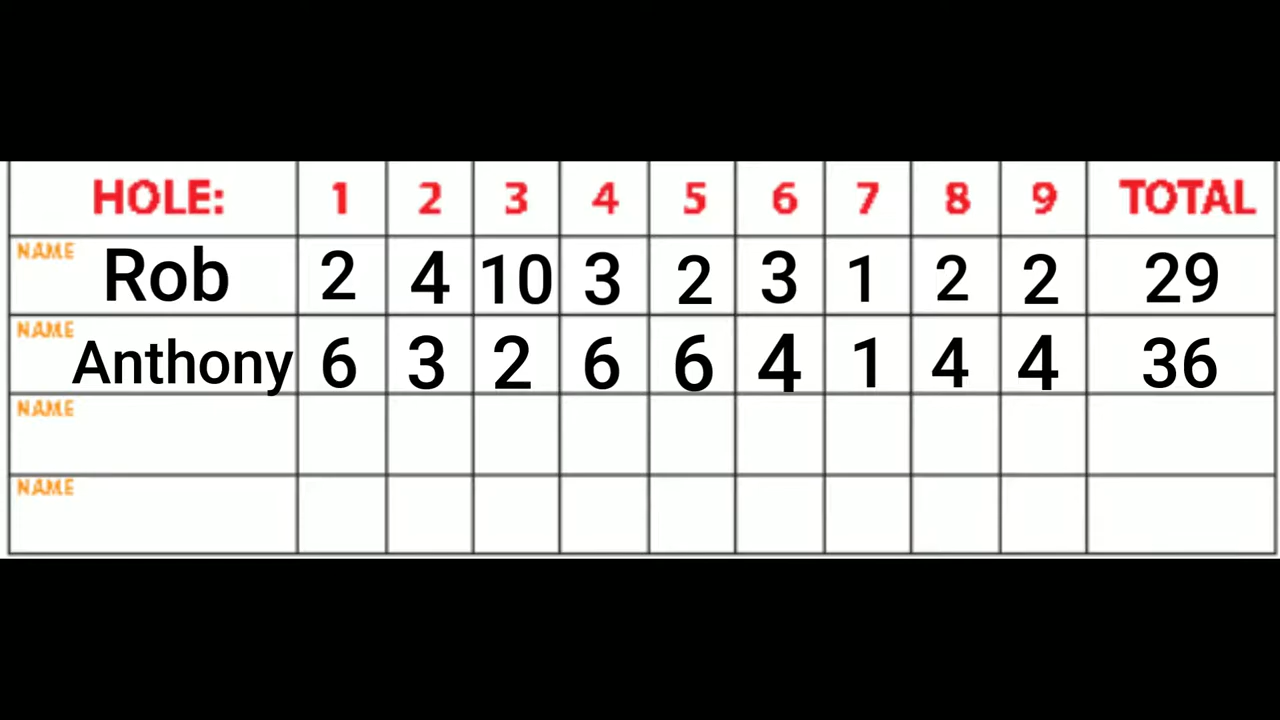 HOLE: 1 2 3 4 5 6 7 8 9 TOTAL
NAME Rob 2 4 10 3 2 3 1 2 2 29
NAME Anthony 6 3 2 6 6 4 1 4 4 36
NAME
NAME